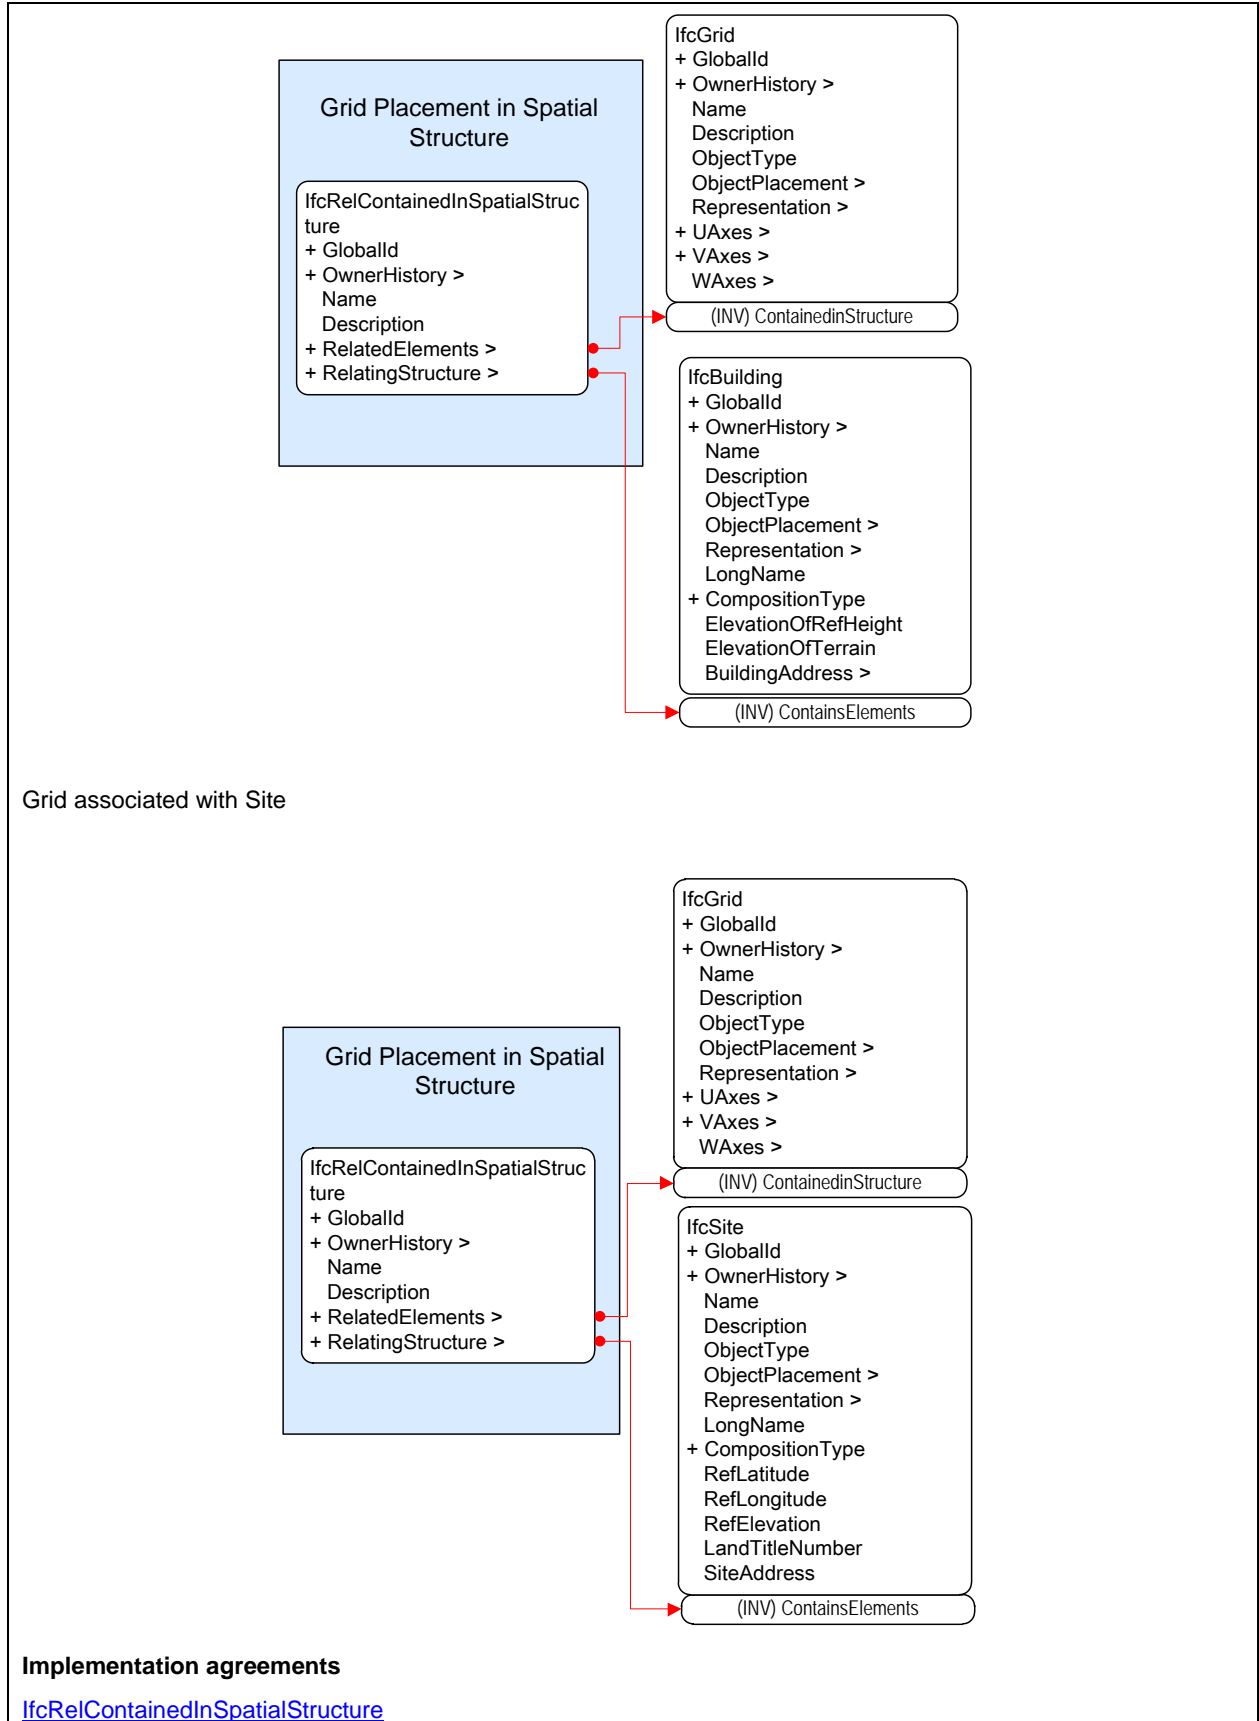 Grid Placement in Spatial
Structure
IfcRelContainedInSpatialStruc
ture
+ GlobalId
+ OwnerHistory >
Name
Description
+ RelatedElements >
+ RelatingStructure >
IfcGrid
+ GlobalId
+ OwnerHistory >
Name
Description
ObjectType
ObjectPlacement >
Representation >
+ UAxes >
+ VAxes >
WAxes >
(INV) ContainedinStructure
IfcBuilding
+ GlobalId
+ OwnerHistory >
Name
Description
ObjectType
ObjectPlacement >
Representation >
LongName
+ CompositionType
ElevationOfRefHeight
ElevationOfTerrain
BuildingAddress >
(INV) ContainsElements
Grid associated with Site
Grid Placement in Spatial
Structure
IfcRelContainedInSpatialStruc
ture
+ GlobalId
+ OwnerHistory >
Name
Description
+ RelatedElements >
+ RelatingStructure >
IfcGrid
+ GlobalId
+ OwnerHistory >
Name
Description
ObjectType
ObjectPlacement >
Representation >
+ UAxes >
+ VAxes >
WAxes >
(INV) ContainedinStructure
IfcSite
+ GlobalId
+ OwnerHistory >
Name
Description
ObjectType
ObjectPlacement >
Representation >
LongName
+ CompositionType
RefLatitude
RefLongitude
RefElevation
LandTitleNumber
SiteAddress
(INV) ContainsElements
Implementation agreements
IfcRelContainedInSpatialStructure